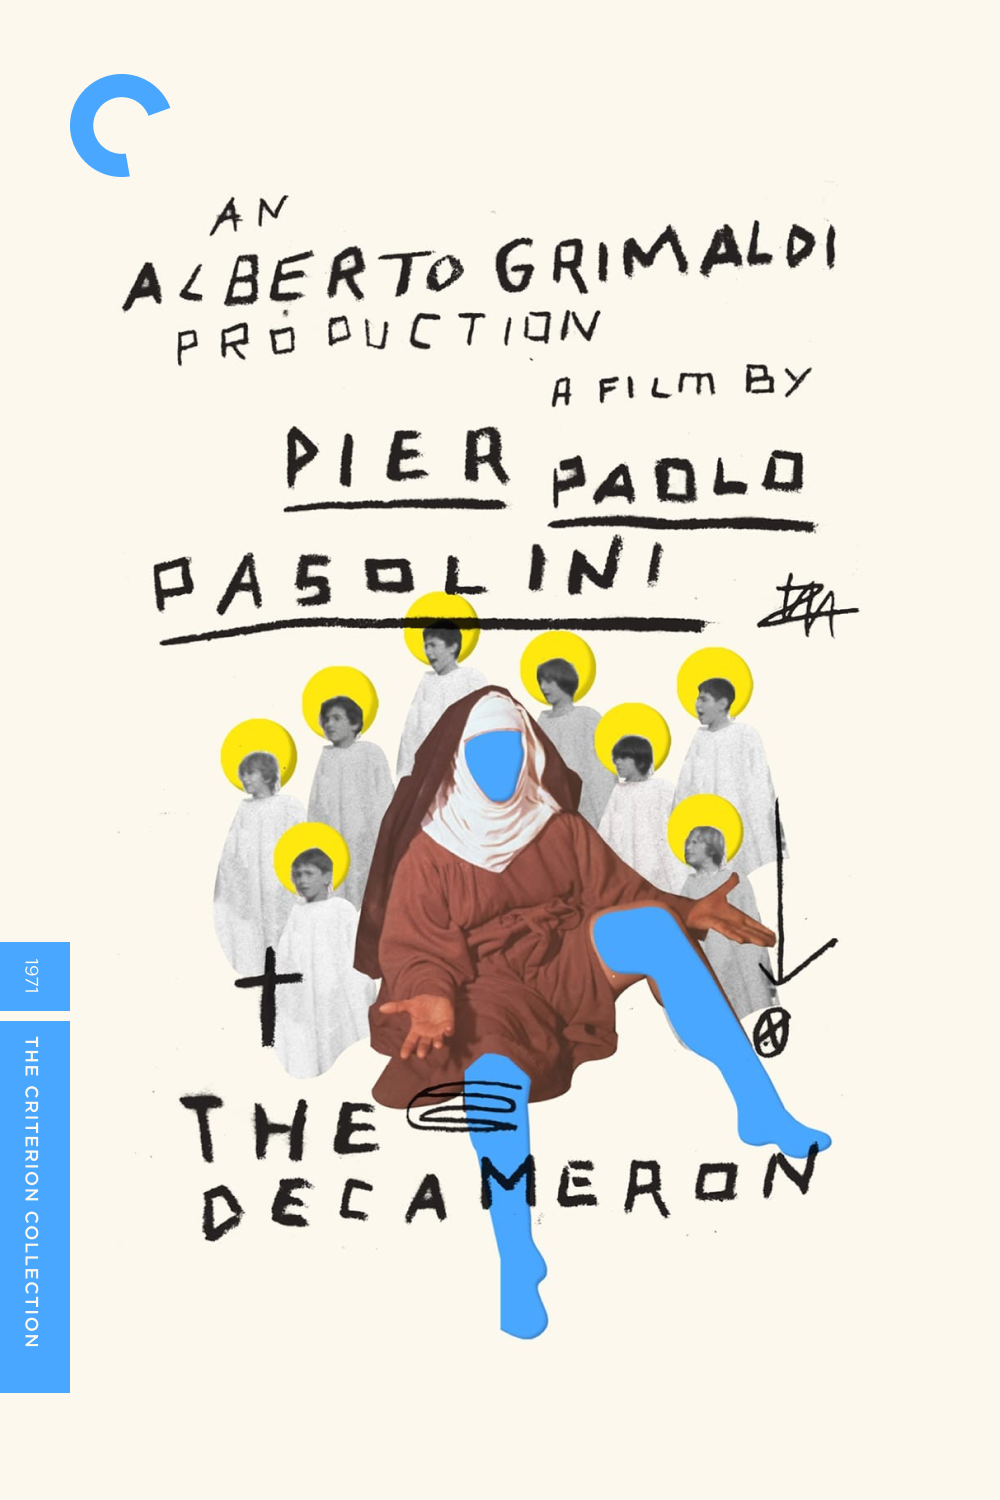 AN
ALBERTO GRIMALDI
PRODUCTION
A FILM BY
PIER PAOLO
PASOLINI
THE
DECAMERON
1971
THE CRITERION COLLECTION